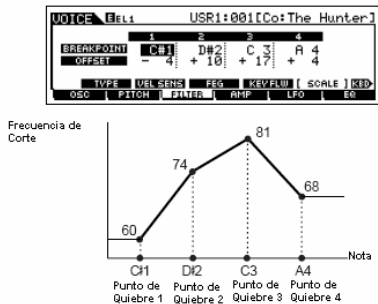 VOICE EL1 USR1:001[Co:The Hunter]
1 2 3 4
BREAKPOINT C#1 D#2 C 3 A 4
OFFSET - 4 + 10 + 17 + 4
TYPE VEL SENS FEG KEYFLW [ SCALE ] KBD
OSC PITCH FILTER AMP LFO EQ
Frecuencia de
Corte
81
74
68
60
Nota
C#1 D#2 C3 A4
Punto de Punto de Punto de Punto de
Quiebre 1 Quiebre 2 Quiebre 3 Quiebre 4